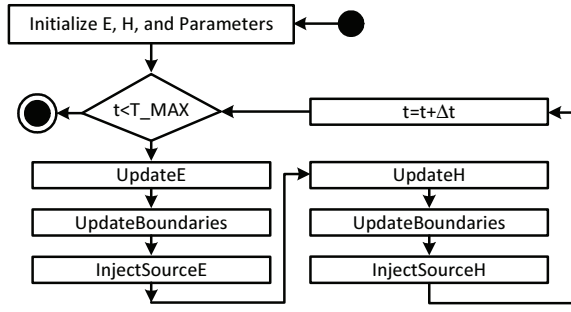 Initialize E, H, and Parameters
t<T_MAX
t=t+Δt
UpdateE
UpdateBoundaries
InjectSourceE
UpdateH
UpdateBoundaries
InjectSourceH